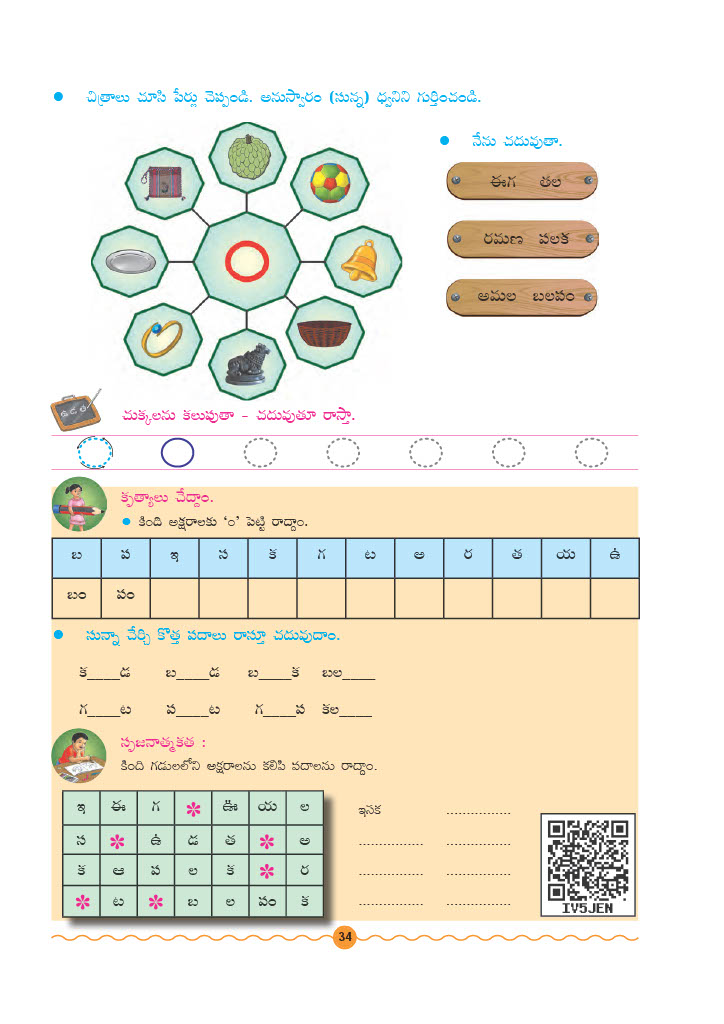 చిత్రాలు చూసి పేర్లు చెప్పండి. అనుస్వారం (సున్న) ధ్వనిని గుర్తించండి.
నేను చదువుతా.
ఈగ తల
రమణ పలక
అమల బలపం
ఉడత
చుక్కలను కలుపుతా – చదువుతూ రాస్తా.
కృత్యాలు చేద్దాం.
కింది అక్షరాలకు ‘ం’ పెట్టి రాద్దాం.
బ ప ఇ స క గ ట అ ర త య ఉ
బం పం
సున్నా చేర్చి కొత్త పదాలు రాస్తూ చదువుదాం.
క____డ బ____డ బ____క బల____
గ____ట ప____ట గ____ప కల____
సృజనాత్మకత :
కింది గడులలోని అక్షరాలను కలిపి పదాలను రాద్దాం.
ఇ ఈ గ * ఊ య ల
స * ఉ డ త * అ
క ఆ ప ల క * ర
* ట * బ ల పం క
ఇసక ................
................ ................
................ ................
................ ................
IV5JEN
34